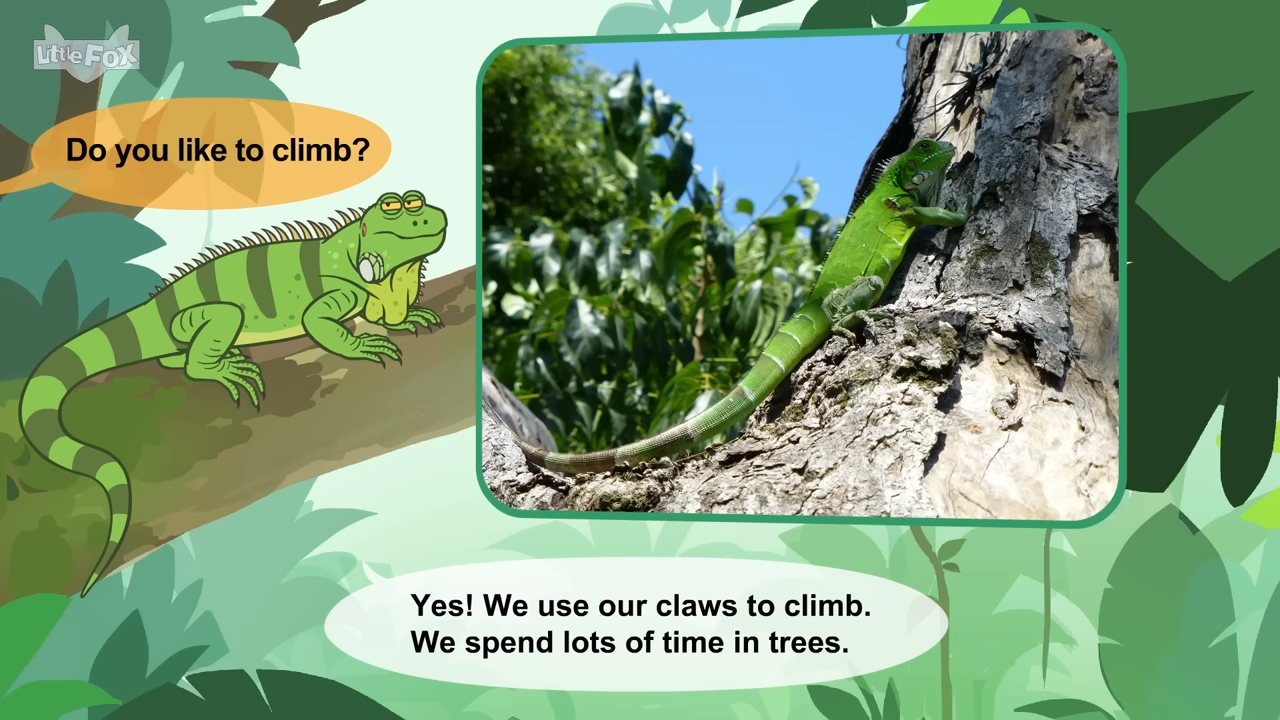 Little Fox
Do you like to climb?
Yes! We use our claws to climb.
We spend lots of time in trees.